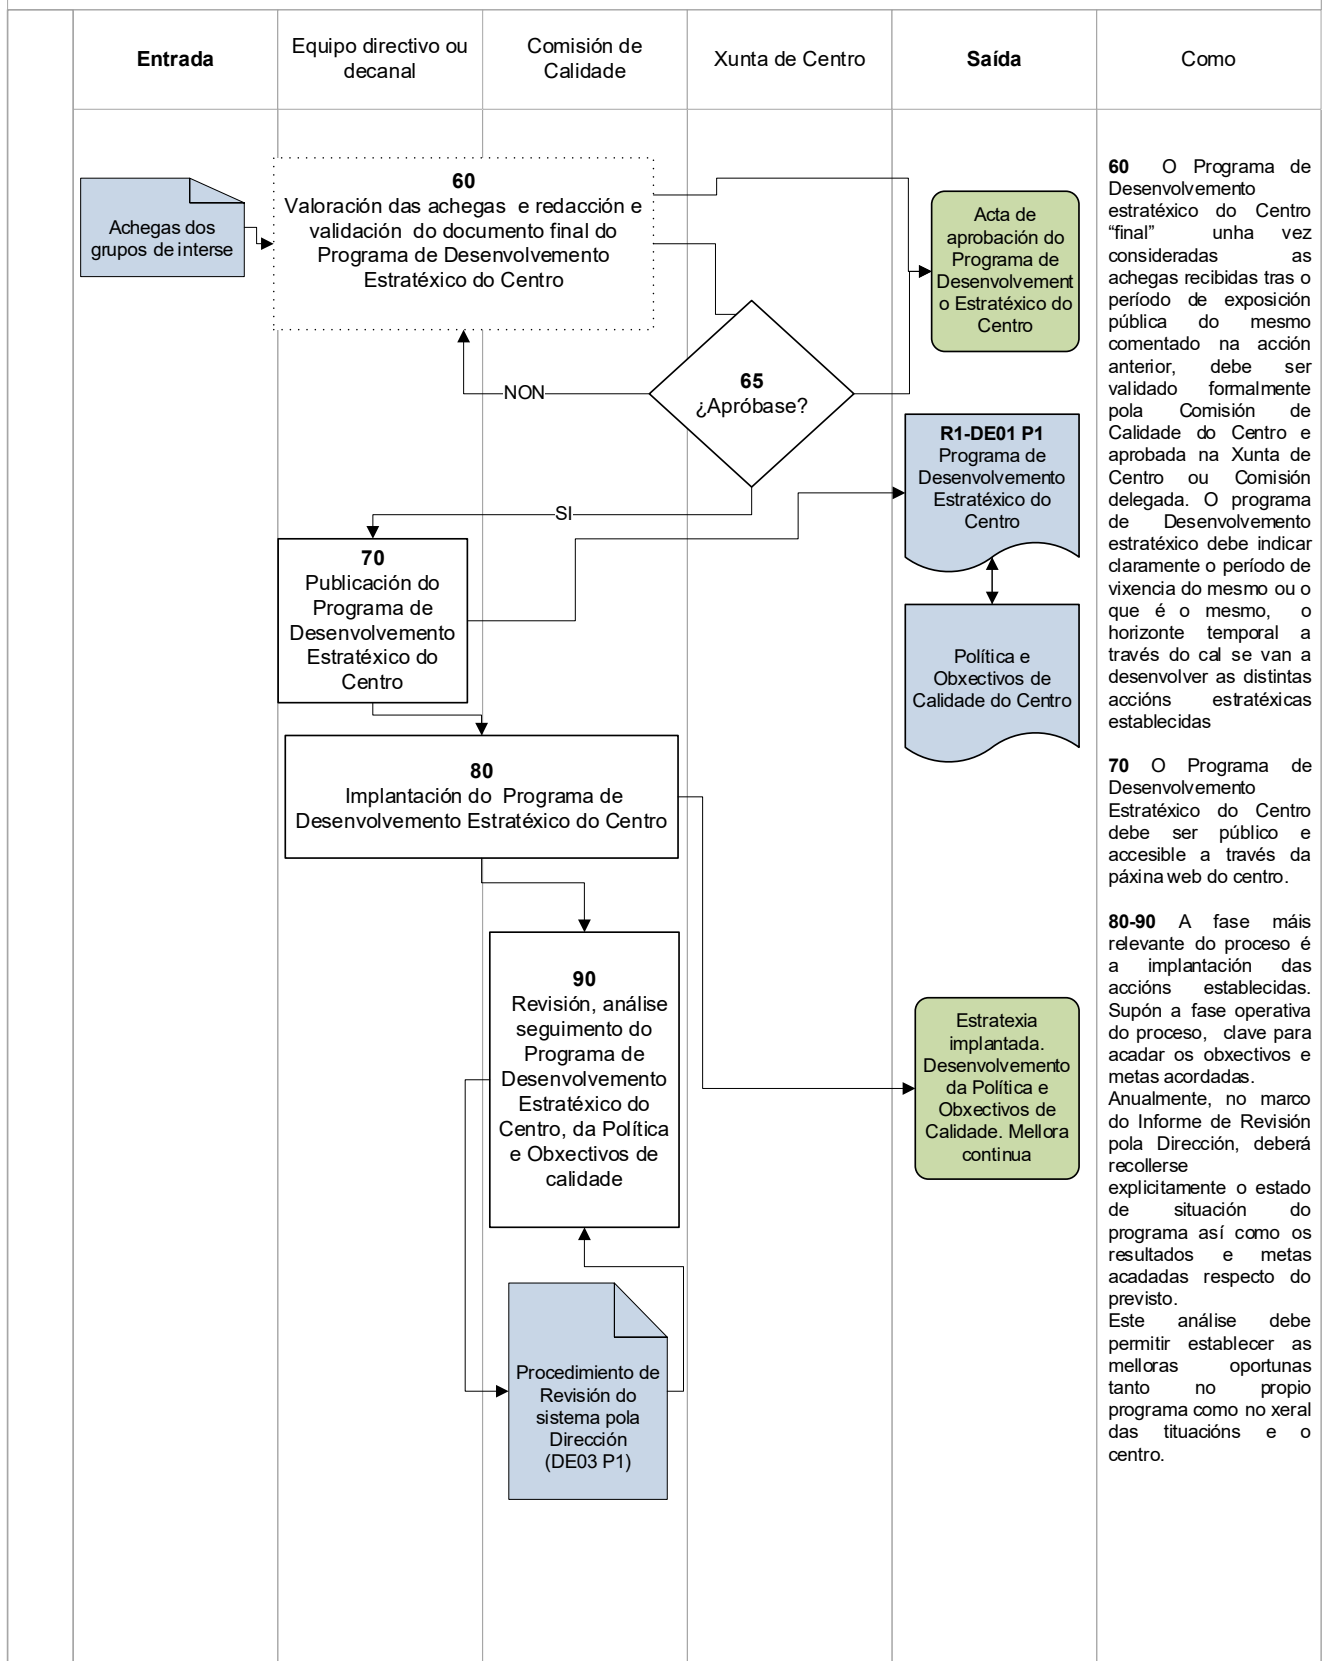 Entrada
Equipo directivo ou
decanal
Comisión de
Calidade
Xunta de Centro
Saída
Como
Achegas dos
grupos de interse
60
Valoración das achegas e redacción e
validación do documento final do
Programa de Desenvolvemento
Estratéxico do Centro
Acta de
aprobación do
Programa de
Desenvolvement
o Estratéxico do
Centro
65
¿Apróbase?
NON
SI
R1-DE01 P1
Programa de
Desenvolvemento
Estratéxico do
Centro
70
Publicación do
Programa de
Desenvolvemento
Estratéxico do
Centro
Política e
Obxectivos de
Calidade do Centro
80
Implantación do Programa de
Desenvolvemento Estratéxico do Centro
90
Revisión, análise
seguimento do
Programa de
Desenvolvemento
Estratéxico do
Centro, da Política
e Obxectivos de
calidade
Estratexia
implantada.
Desenvolvemento
da Política e
Obxectivos de
Calidade. Mellora
continua
Procedimiento de
Revisión do
sistema pola
Dirección
(DE03 P1)
60 O Programa de
Desenvolvemento
estratéxico do Centro
“final” unha vez
consideradas as
achegas recibidas tras o
período de exposición
pública do mesmo
comentado na acción
anterior, debe ser
validado formalmente
pola Comisión de
Calidade do Centro e
aprobada na Xunta de
Centro ou Comisión
delegada. O programa
de Desenvolvemento
estratéxico debe indicar
claramente o período de
vixencia do mesmo ou o
que é o mesmo, o
horizonte temporal a
través do cal se van a
desenvolver as distintas
accións estratéxicas
establecidas
70 O Programa de
Desenvolvemento
Estratéxico do Centro
debe ser público e
accesible a través da
páxina web do centro.
80-90 A fase máis
relevante do proceso é
a implantación das
accións establecidas.
Supón a fase operativa
do proceso, clave para
acadar os obxectivos e
metas acordadas.
Anualmente, no marco
do Informe de Revisión
pola Dirección, deberá
recollerse
explicitamente o estado
de situación do
programa así como os
resultados e metas
acadadas respecto do
previsto.
Este análise debe
permitir establecer as
melloras oportunas
tanto no propio
programa como no xeral
das tituacións e o
centro.